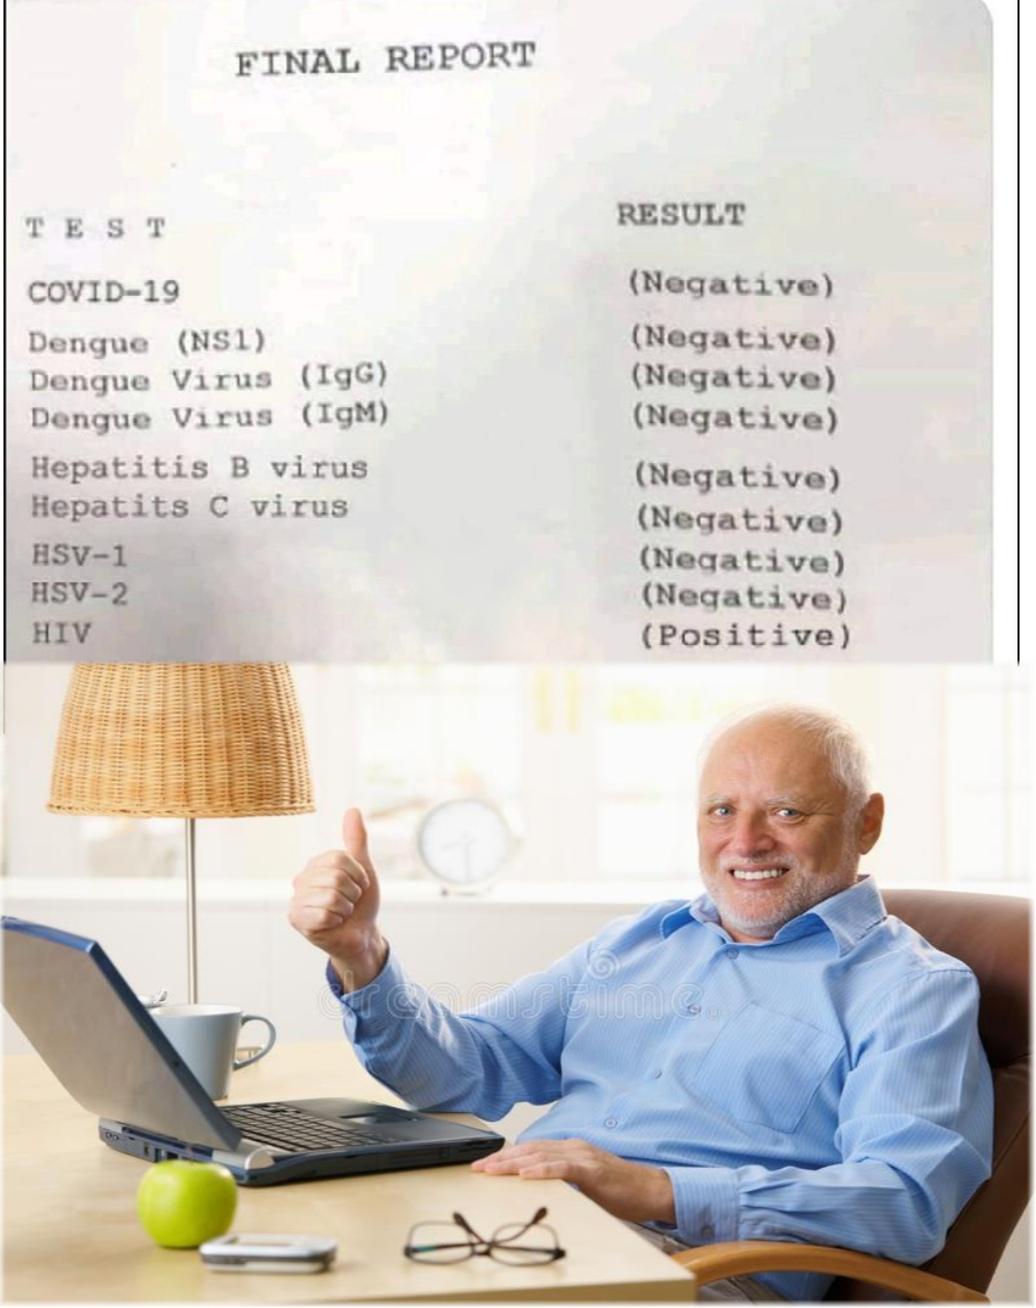 FINAL REPORT
T E S T RESULT
COVID-19 (Negative)
Dengue (NS1) (Negative)
Dengue Virus (IgG) (Negative)
Dengue Virus (IgM) (Negative)
Hepatitis B virus (Negative)
Hepatits C virus (Negative)
HSV-1 (Negative)
HSV-2 (Negative)
HIV (Positive)
dreamstime